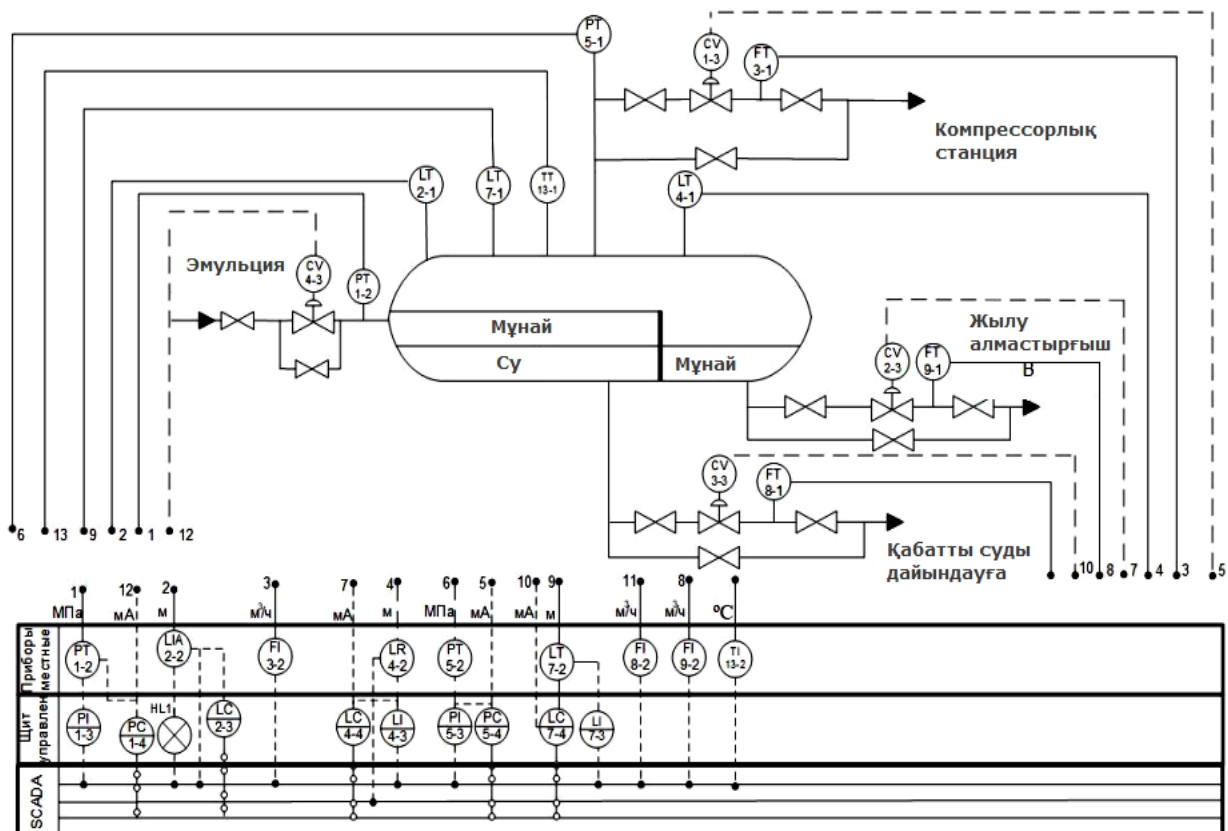 PT
5-1
CV
1-3
FT
3-1
Компрессорлық
станция
LT
2-1
LT
7-1
TT
13-1
LT
4-1
Эмульция
CV
4-3
PT
1-2
Мұнай
Су
Мұнай
Жылу
алмастырғыш
CV
2-3
FT
9-1
В
CV
3-3
FT
8-1
Қабатты суды
дайындауға
6 13 9 2 1 12
10 8 7 4 3 5
1 12 2 3 7 4 6 5 10 9 11 8
МПа мА м м³/ч мА м МПа мА мА м м³/ч м³/ч ºС
Приборы
местные
PT
1-2
LIA
2-2
FI
3-2
LR
4-2
PT
5-2
LT
7-2
FI
8-2
FI
9-2
TI
13-2
Щит
управлен
PI
1-3
PC
1-4
HL1
LC
2-3
LC
4-4
LI
4-3
PI
5-3
PC
5-4
LC
7-4
LI
7-3
SCADA